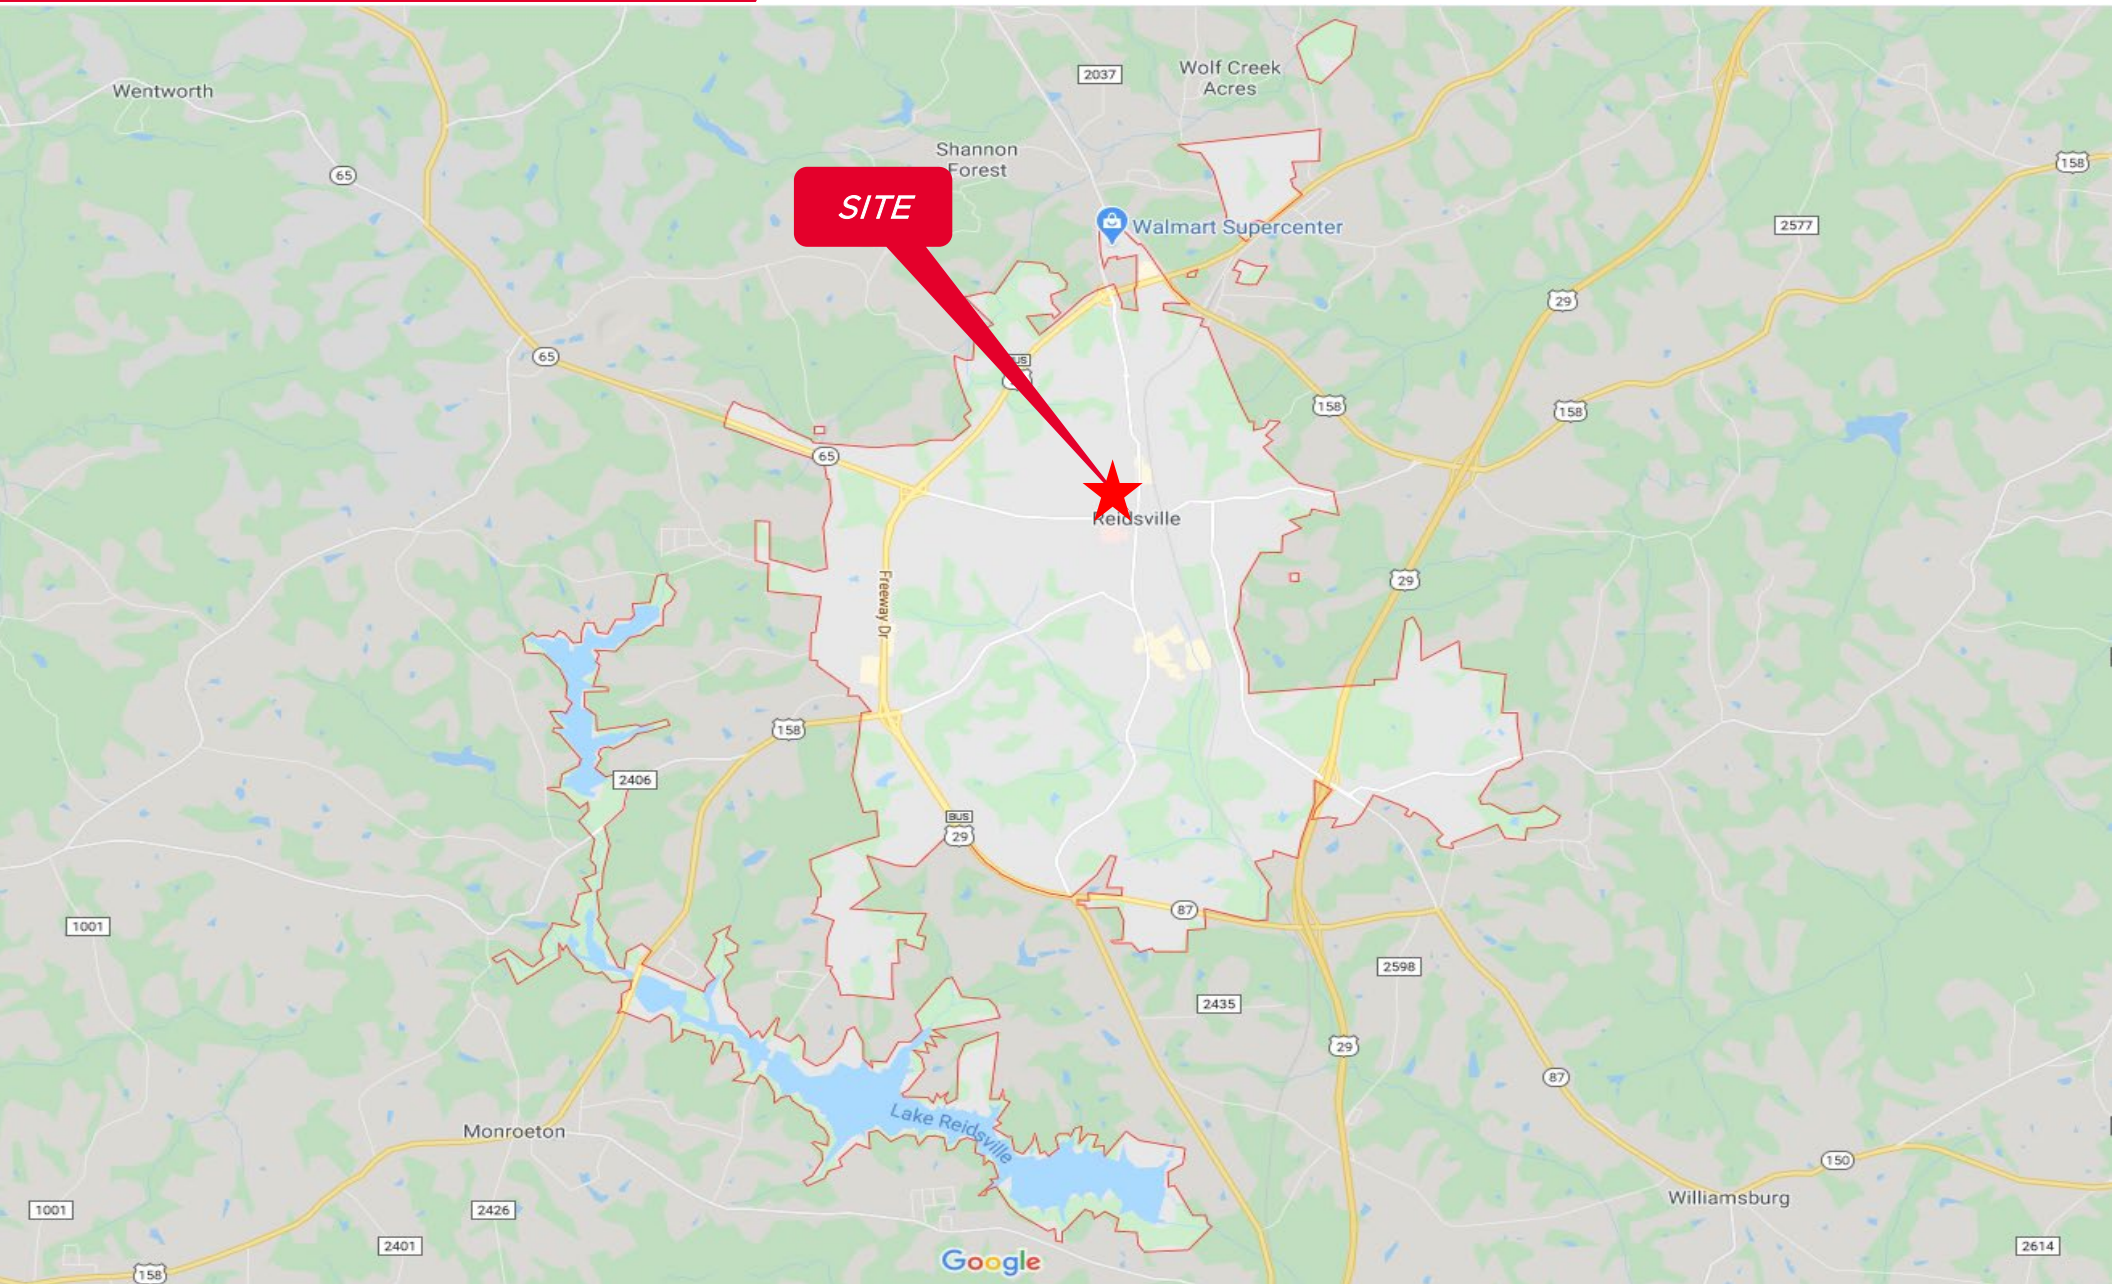 Wolf Creek
Acres
2037
Wentworth
Shannon
Forest
158
65
SITE
Walmart Supercenter
2577
29
65
US
158
158
65
Reidsville
29
Freeway Dr
158
2406
BUS
29
87
1001
2598
2435
29
87
Lake Reidsville
Monroeton
150
Williamsburg
1001
2426
2401
2614
Google
158